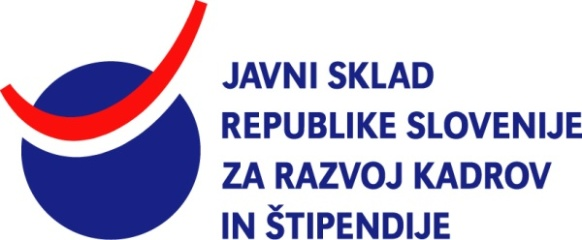 JAVNI SKLAD
REPUBLIKE SLOVENIJE
ZA RAZVOJ KADROV
IN ŠTIPENDIJE